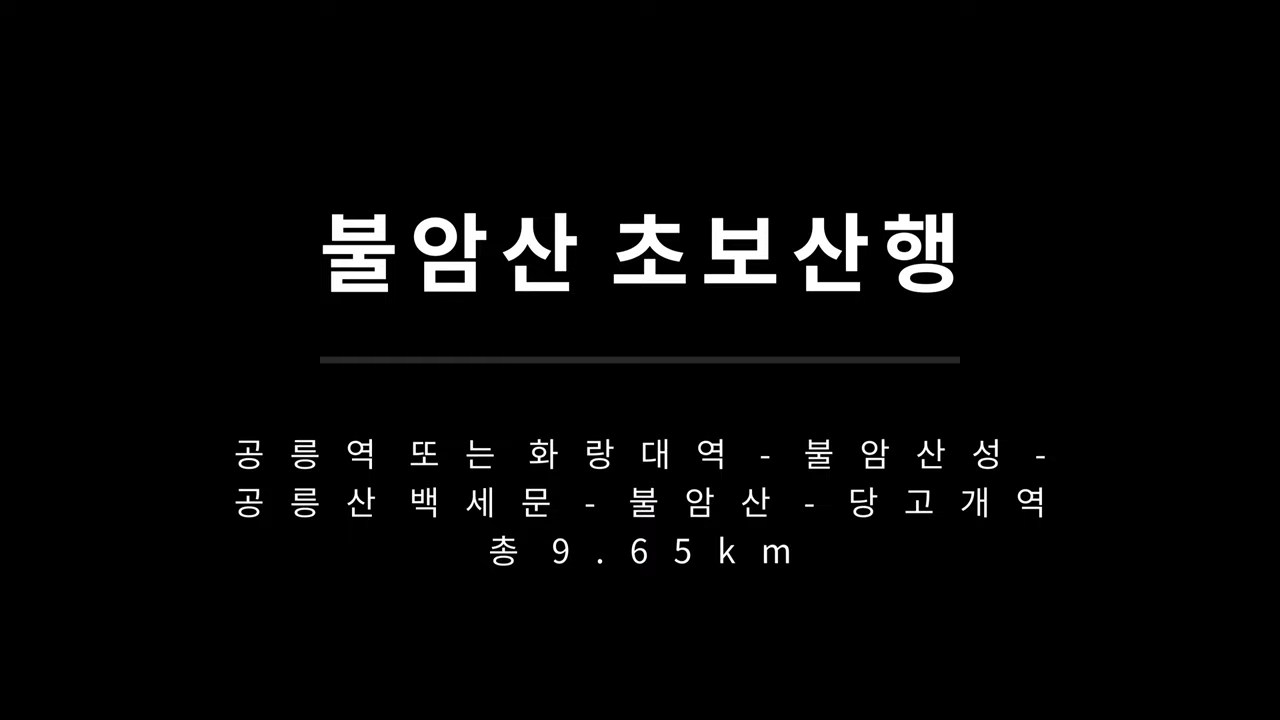 불암산 초보산행
공릉역 또는 화랑대역 - 불암산성 -
공릉산 백세문 - 불암산 - 당고개역
총 9.65km